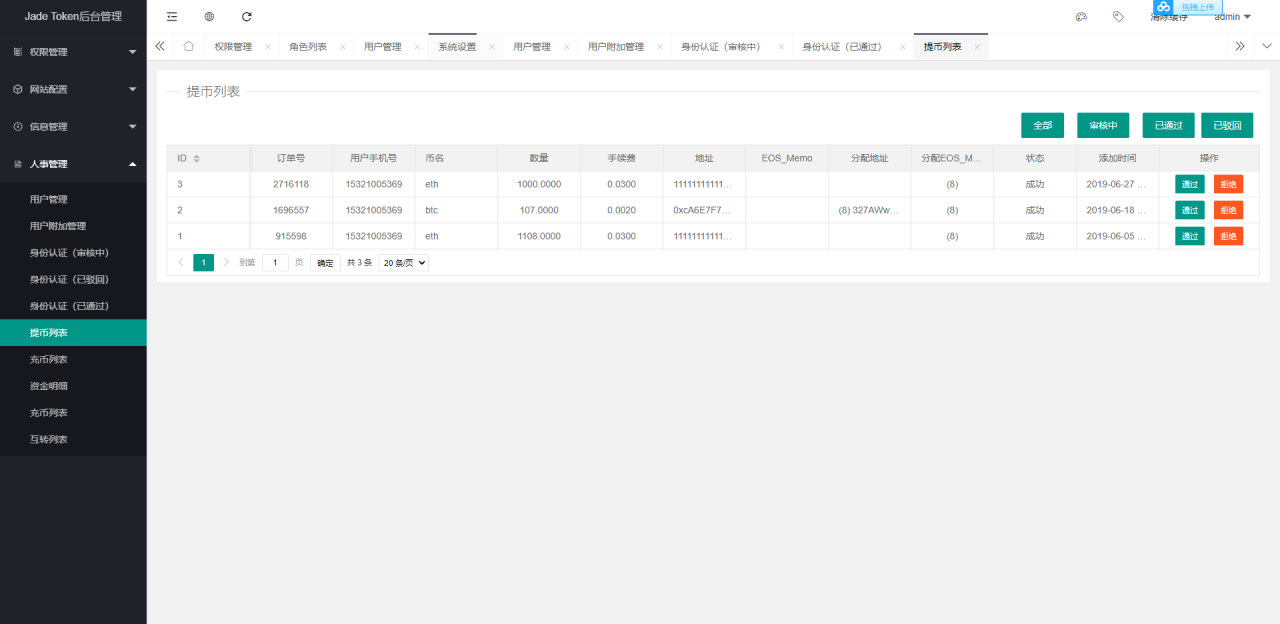 Jade Token后台管理
拖拽上传
清除缓存 admin
权限管理 角色列表 用户管理 系统设置 用户管理 用户附加管理 身份认证（审核中） 身份认证（已通过） 提币列表
权限管理
网站配置
信息管理
人事管理
用户管理
用户附加管理
身份认证（审核中）
身份认证（已驳回）
身份认证（已通过）
提币列表
充币列表
资金明细
充币列表
互转列表
提币列表
全部 审核中 已通过 已驳回
ID 订单号 用户手机号 币名 数量 手续费 地址 EOS_Memo 分配地址 分配EOS_M... 状态 添加时间 操作
3 2716118 15321005369 eth 1000.0000 0.0300 11111111111... (8) 成功 2019-06-27 ... 通过 拒绝
2 1696557 15321005369 btc 107.0000 0.0020 0xcA6E7F7... (8) 327AWw... (8) 成功 2019-06-18 ... 通过 拒绝
1 915598 15321005369 eth 1108.0000 0.0300 11111111111... (8) 成功 2019-06-05 ... 通过 拒绝
1 到第 1 页 确定 共 3 条 20 条/页